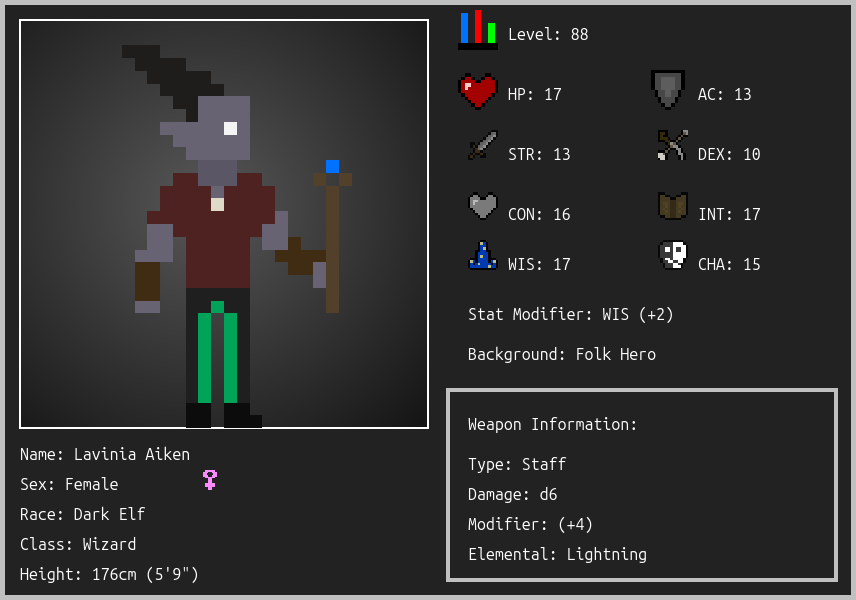 Level: 88
HP: 17
AC: 13
STR: 13
DEX: 10
CON: 16
INT: 17
WIS: 17
CHA: 15
Stat Modifier: WIS (+2)
Background: Folk Hero
Weapon Information:
Type: Staff
Damage: d6
Modifier: (+4)
Elemental: Lightning
Name: Lavinia Aiken
Sex: Female
Race: Dark Elf
Class: Wizard
Height: 176cm (5'9")